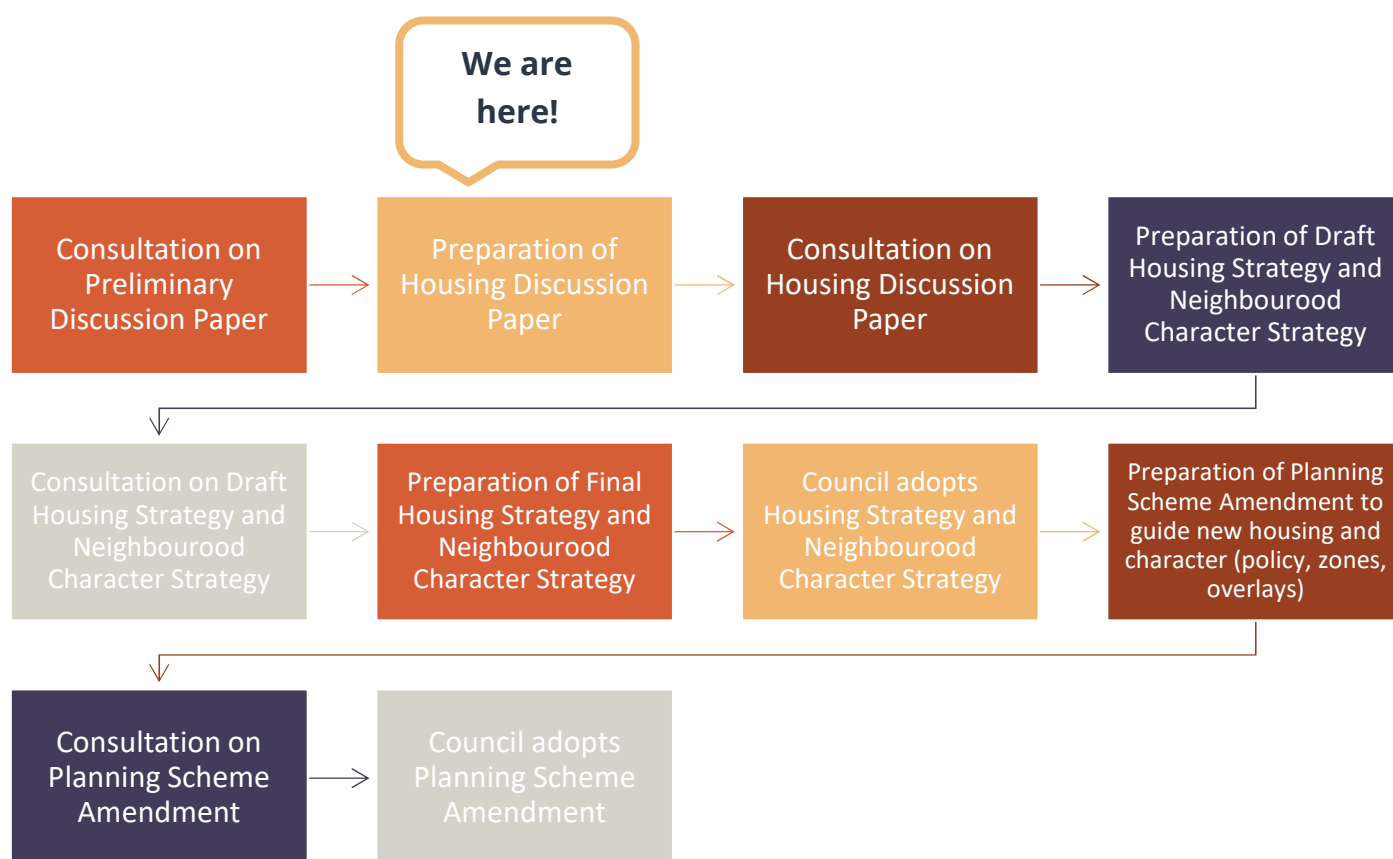 We are
here!
Consultation on
Preliminary
Discussion Paper
Preparation of
Housing Discussion
Paper
Consultation on
Housing Discussion
Paper
Preparation of Draft
Housing Strategy and
Neighbourood
Character Strategy
Consultation on Draft
Housing Strategy and
Neighbourood
Character Strategy
Preparation of Final
Housing Strategy and
Neighbourood
Character Strategy
Council adopts
Housing Strategy and
Neighbourood
Character Strategy
Preparation of Planning
Scheme Amendment to
guide new housing and
character (policy, zones,
overlays)
Consultation on
Planning Scheme
Amendment
Council adopts
Planning Scheme
Amendment